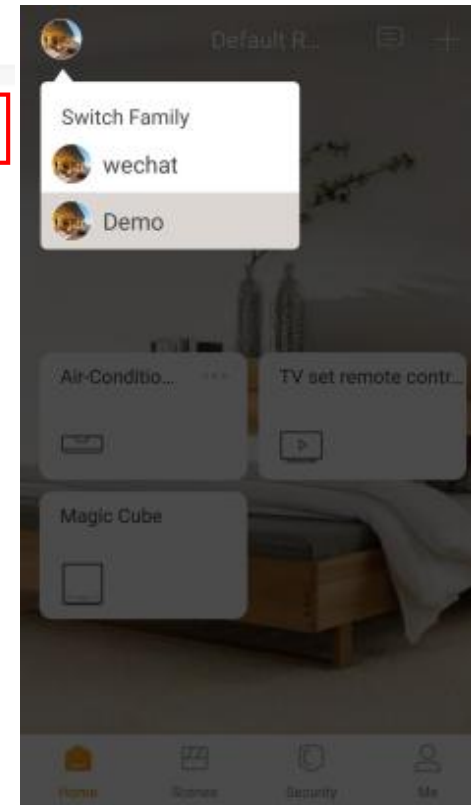 Default R...
Switch Family
wechat
Demo
Air-Conditio...
TV set remote contr...
Magic Cube
Home
Scenes
Security
Me